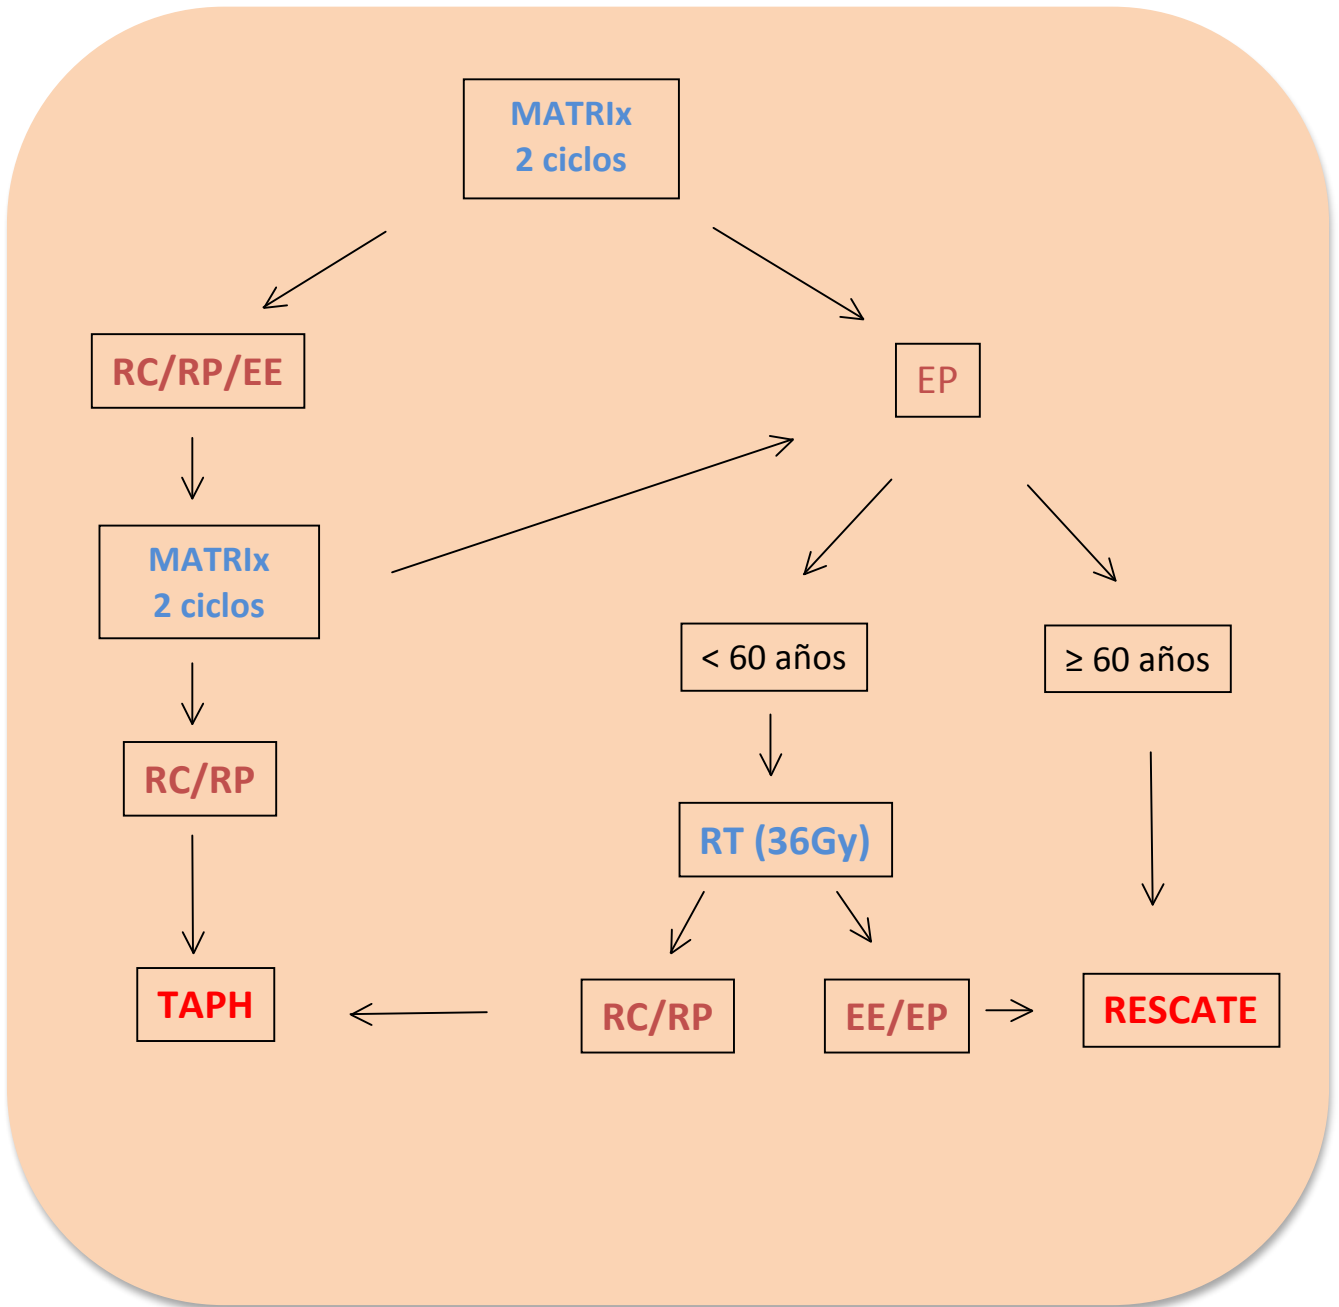 MATRIx
2 ciclos
RC/RP/EE
EP
MATRIx
2 ciclos
< 60 años
≥ 60 años
RC/RP
RT (36Gy)
TAPH
RC/RP
EE/EP
RESCATE